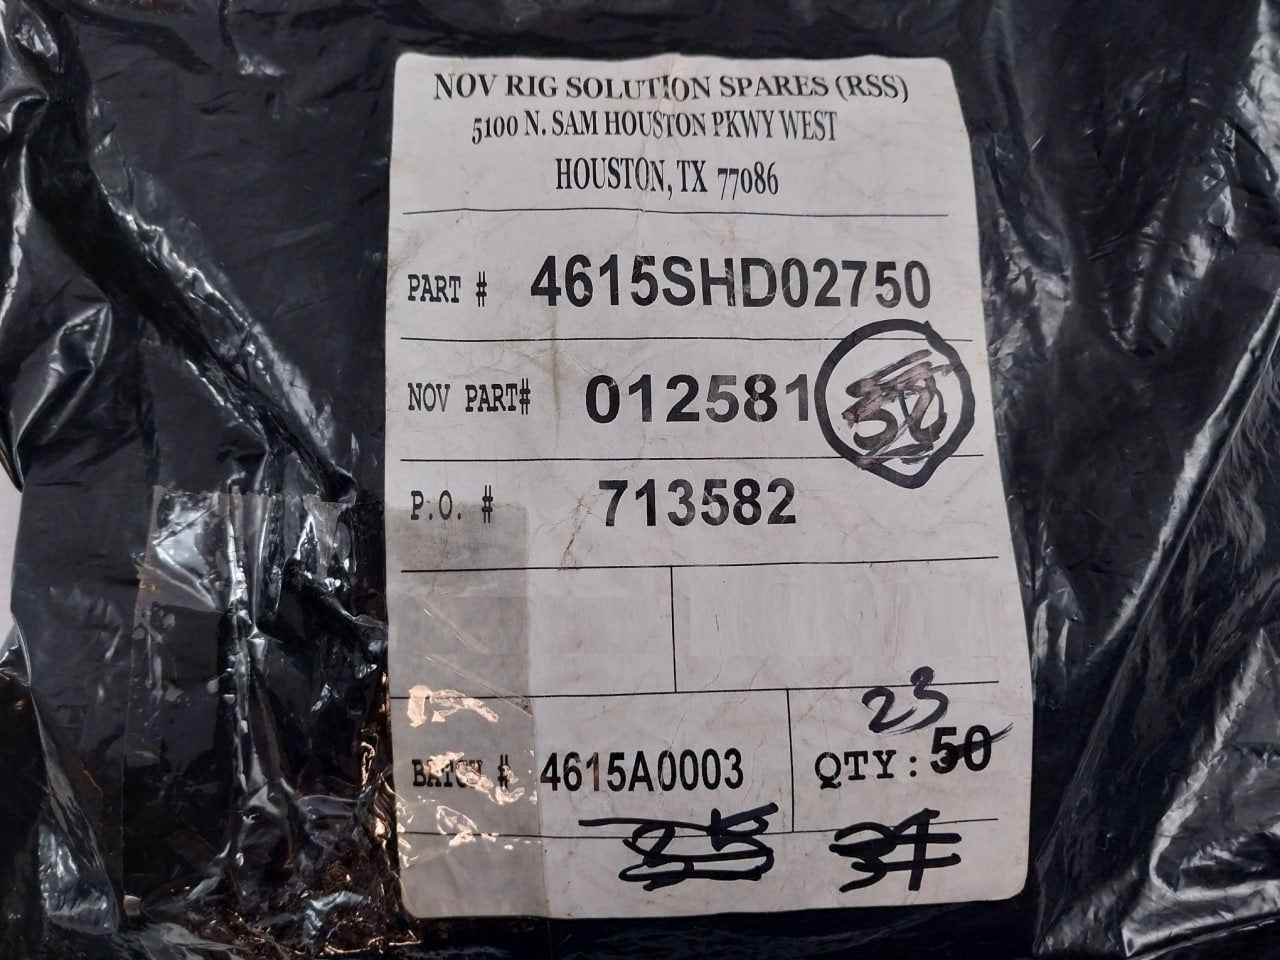 NOV RIG SOLUTION SPARES (RSS)
5100 N. SAM HOUSTON PKWY WEST
HOUSTON, TX 77086
PART # 4615SHD02750
NOV PART# 012581
P.O. # 713582
23
BATCH # 4615A0003 QTY: 50